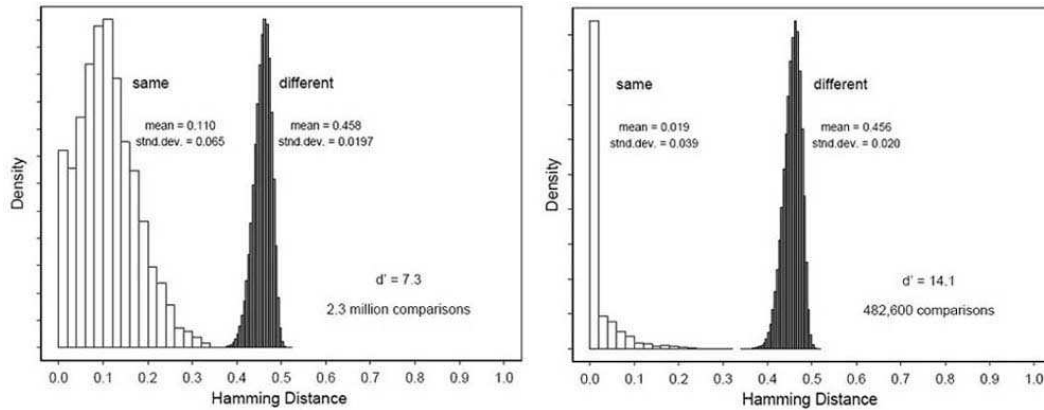 Density
same
different
mean = 0.110
stnd.dev. = 0.065
mean = 0.458
stnd.dev. = 0.0197
d' = 7.3
2.3 million comparisons
0.0 0.1 0.2 0.3 0.4 0.5 0.6 0.7 0.8 0.9 1.0
Hamming Distance
Density
same
different
mean = 0.019
stnd.dev. = 0.039
mean = 0.456
stnd.dev. = 0.020
d' = 14.1
482,600 comparisons
0.0 0.1 0.2 0.3 0.4 0.5 0.6 0.7 0.8 0.9 1.0
Hamming Distance